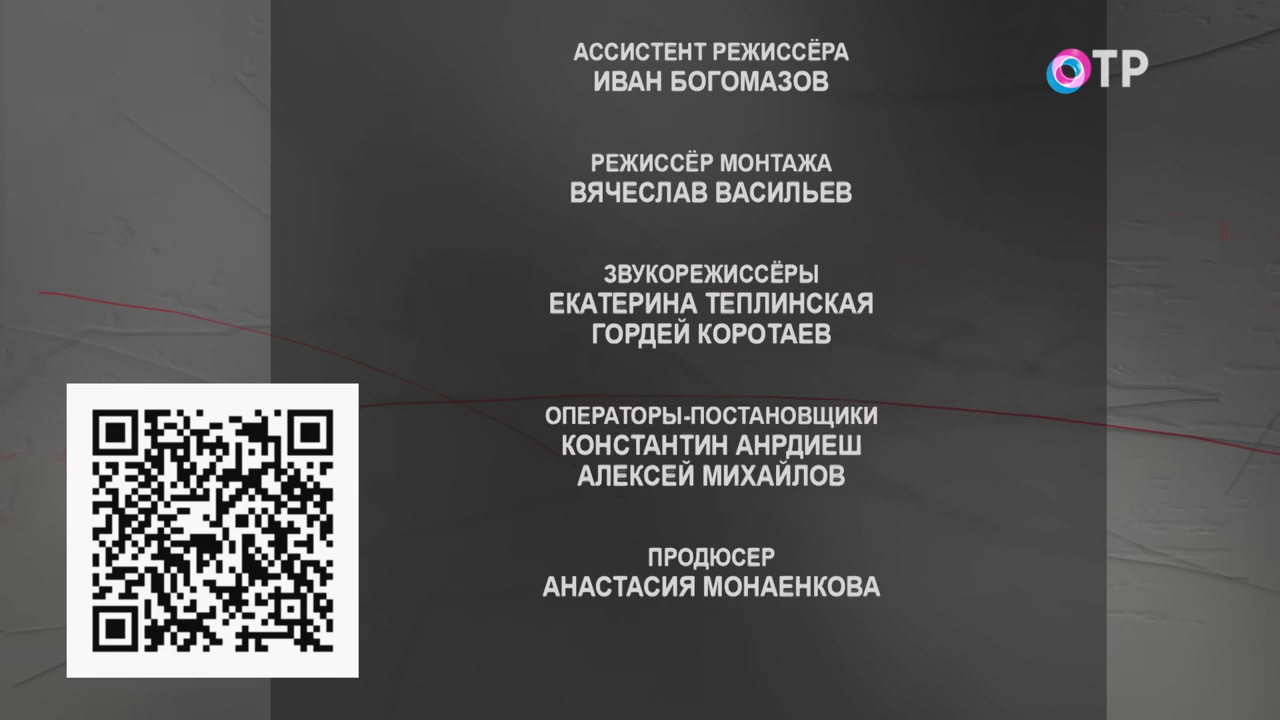 АССИСТЕНТ РЕЖИССЁРА
ОТР
ИВАН БОГОМАЗОВ
РЕЖИССЁР МОНТАЖА
ВЯЧЕСЛАВ ВАСИЛЬЕВ
ЗВУКОРЕЖИССЁРЫ
ЕКАТЕРИНА ТЕПЛИНСКАЯ
ГОРДЕЙ КОРОТАЕВ
ОПЕРАТОРЫ-ПОСТАНОВЩИКИ
КОНСТАНТИН АНРДИЕШ
АЛЕКСЕЙ МИХАЙЛОВ
ПРОДЮСЕР
АНАСТАСИЯ МОНАЕНКОВА